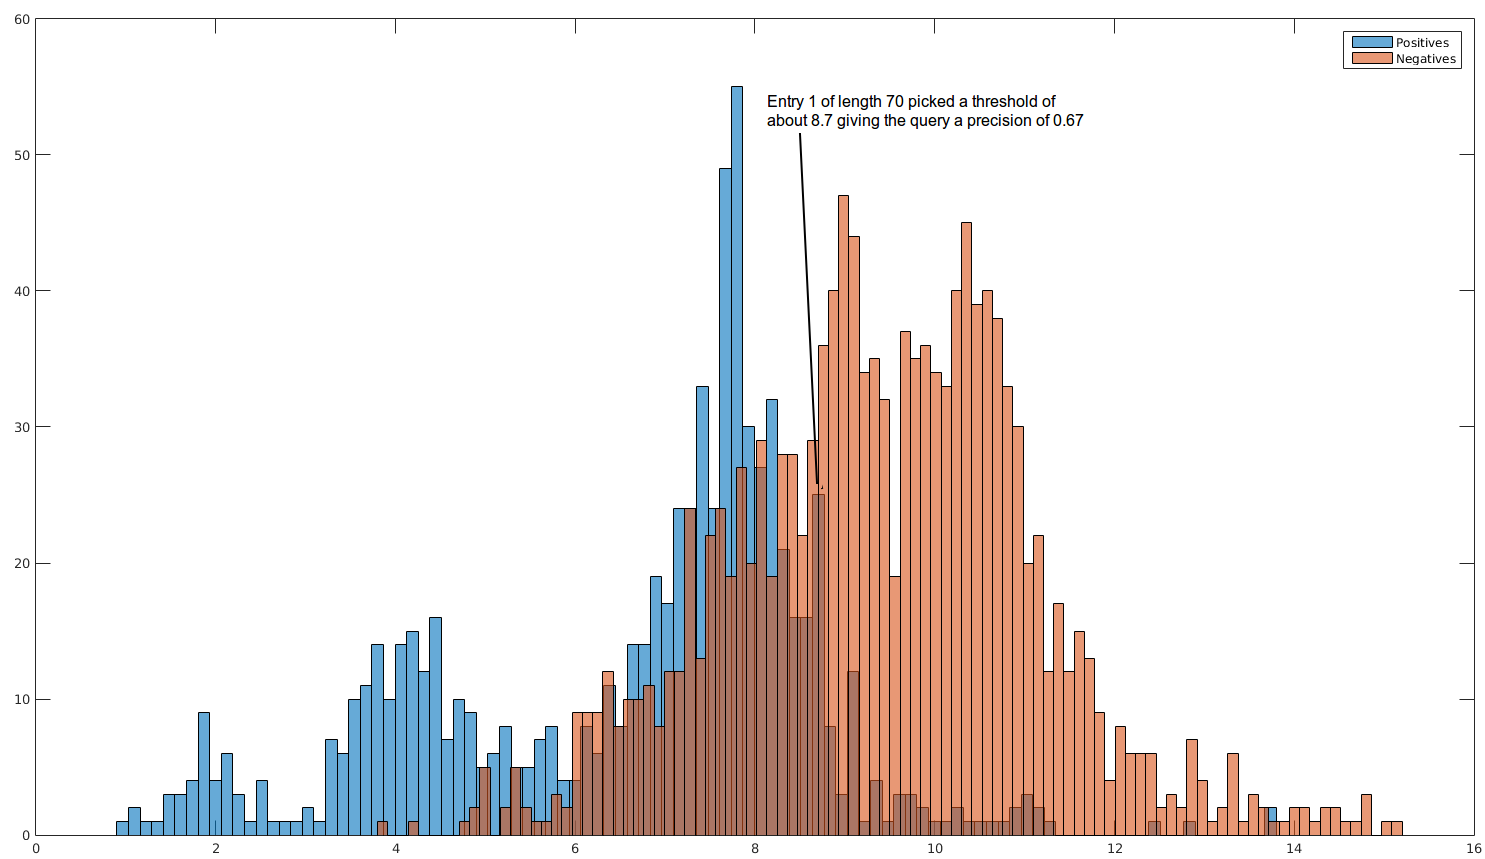 60
50
40
30
20
10
0
Positives
Negatives
Entry 1 of length 70 picked a threshold of
about 8.7 giving the query a precision of 0.67
0 2 4 6 8 10 12 14 16